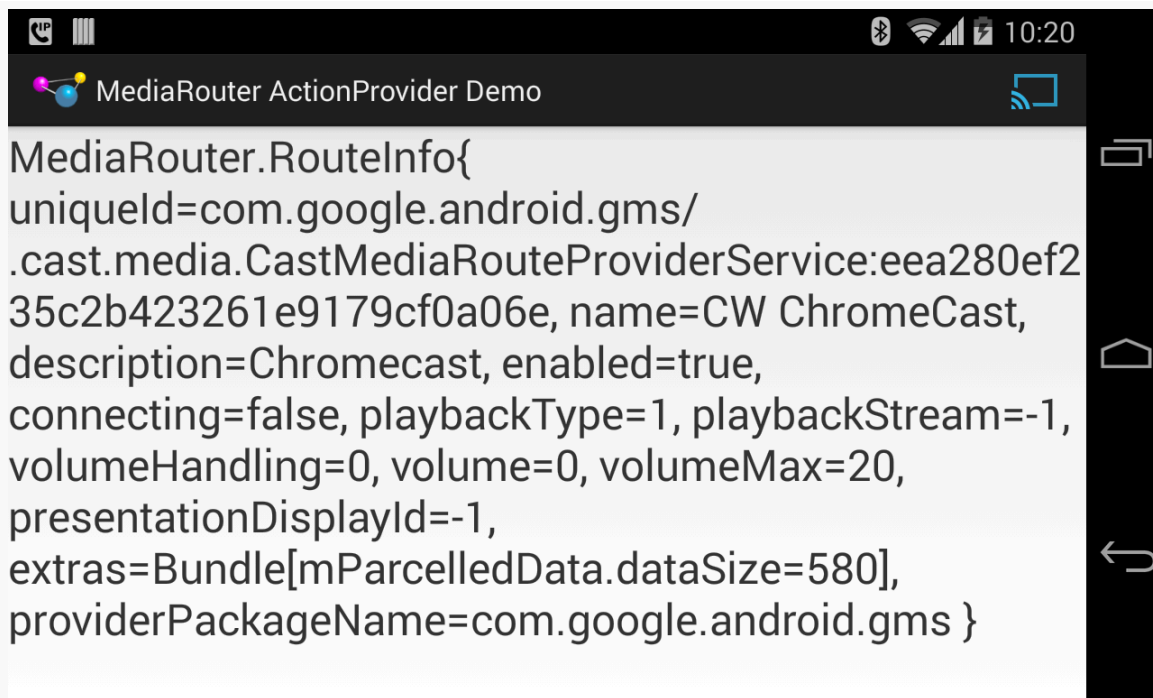 IP
10:20
MediaRouter ActionProvider Demo
MediaRouter.RouteInfo{
uniqueId=com.google.android.gms/
.cast.media.CastMediaRouteProviderService:eea280ef2
35c2b423261e9179cf0a06e, name=CW ChromeCast,
description=Chromecast, enabled=true,
connecting=false, playbackType=1, playbackStream=-1,
volumeHandling=0, volume=0, volumeMax=20,
presentationDisplayId=-1,
extras=Bundle[mParcelledData.dataSize=580],
providerPackageName=com.google.android.gms }